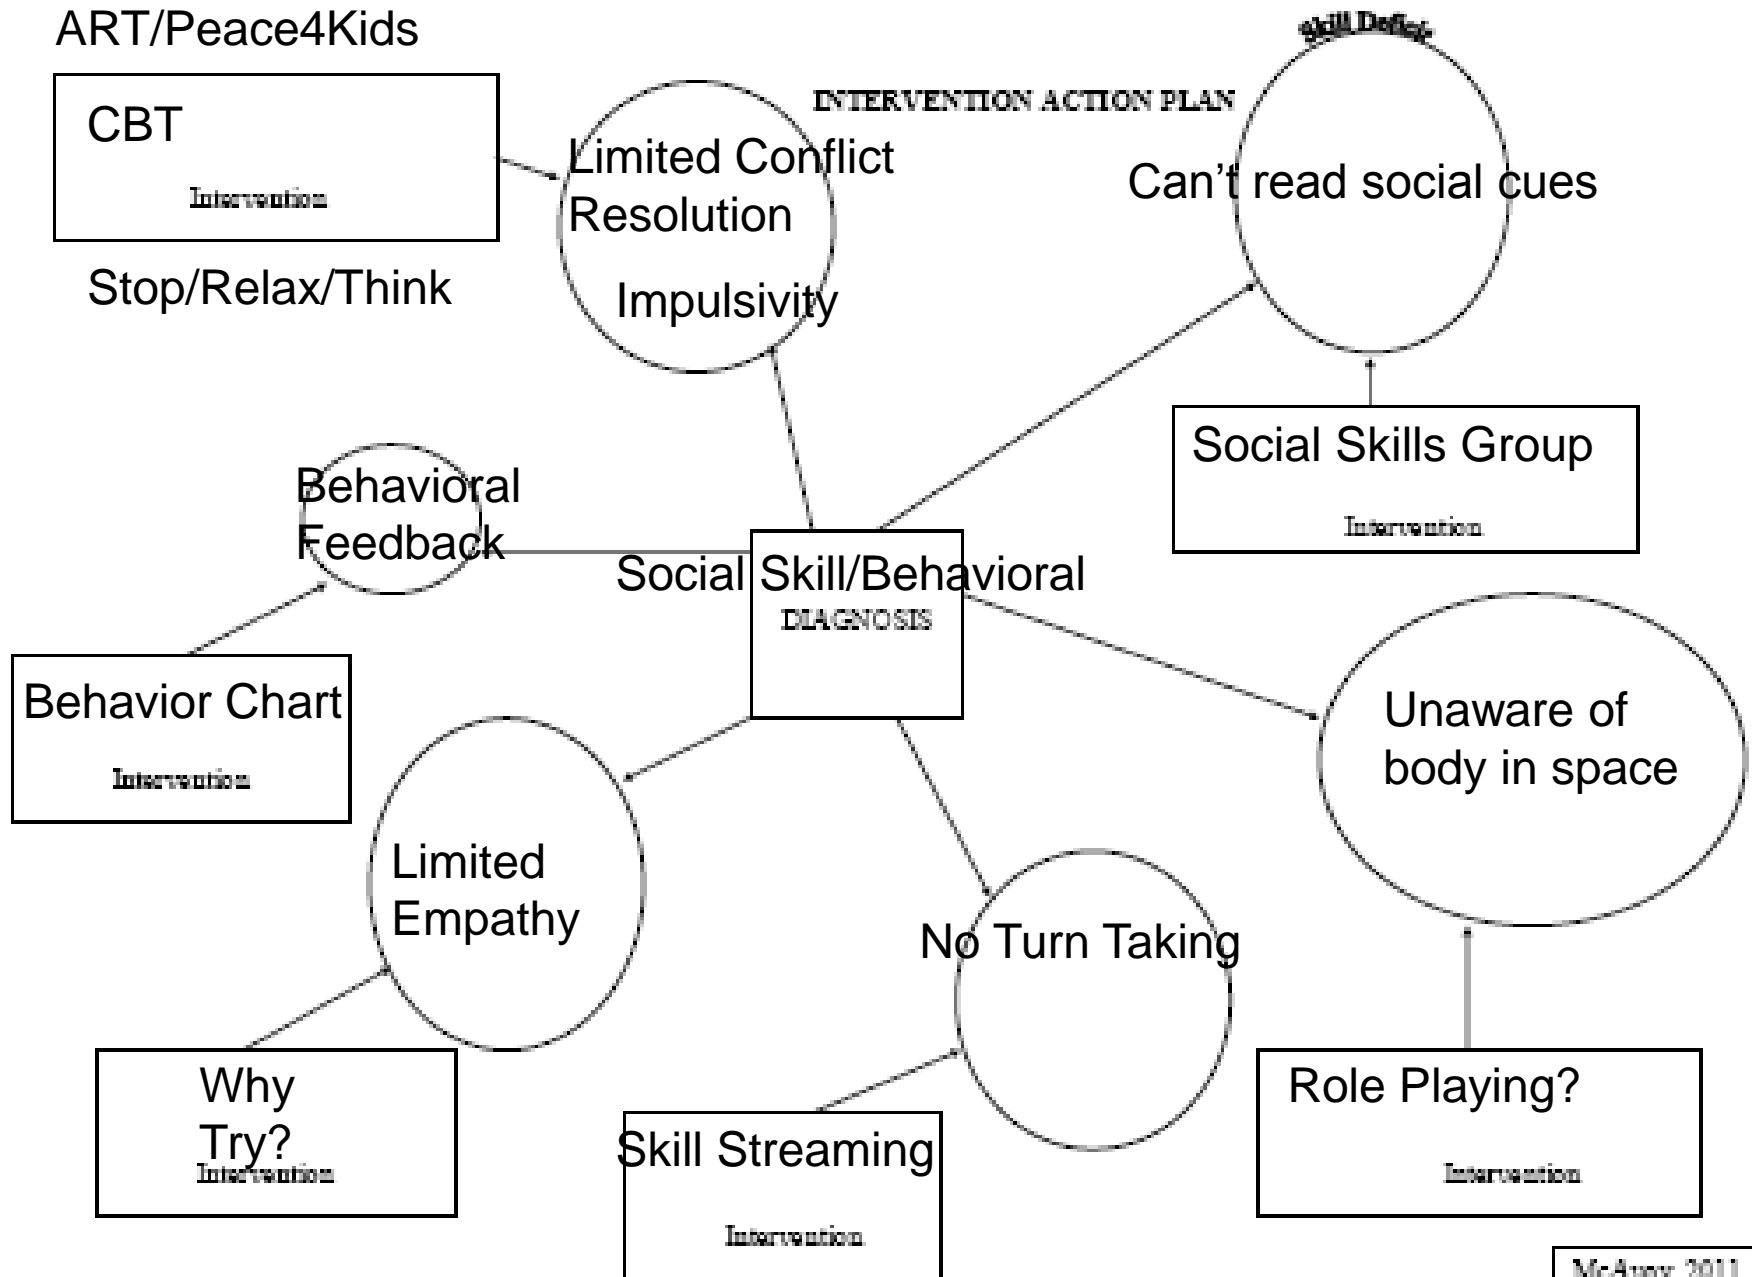 ART/Peace4Kids
Skill Deficit
INTERVENTION ACTION PLAN
CBT
Intervention
Stop/Relax/Think
Limited Conflict
Resolution
Impulsivity
Can't read social cues
Social Skills Group
Intervention
Behavioral
Feedback
Social Skill/Behavioral
DIAGNOSIS
Behavior Chart
Intervention
Unaware of
body in space
Limited
Empathy
No Turn Taking
Why
Try?
Intervention
Skill Streaming
Intervention
Role Playing?
Intervention
2011